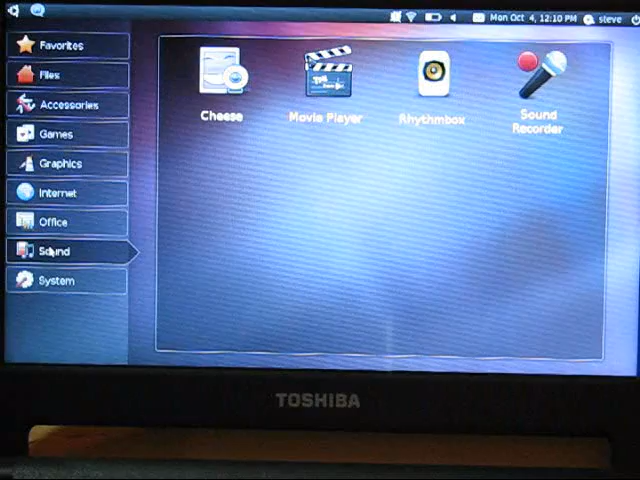 Mon Oct 4, 12:10 PM steve
Favorites
Files
Accessories
Games
Graphics
Internet
Office
Sound
System
Cheese
Movie Player
Rhythmbox
Sound
Recorder
TOSHIBA